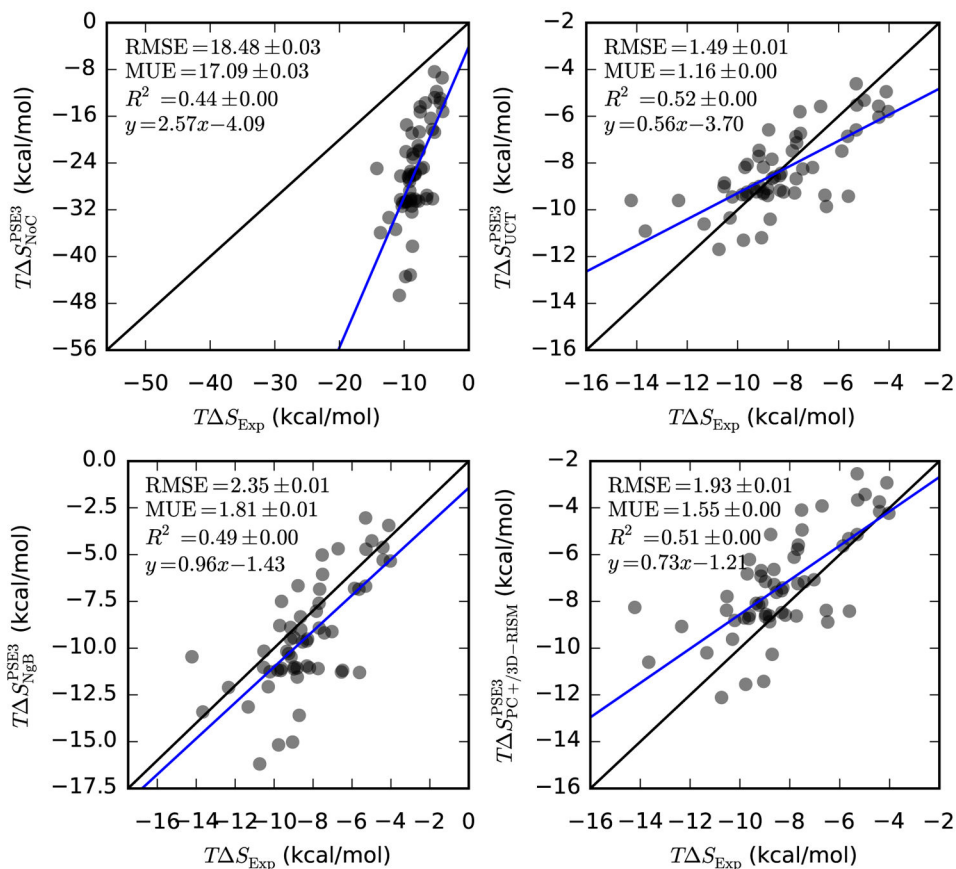 0
−8
−16
−24
−32
−40
−48
−56
TΔS_NoC^PSE3 (kcal/mol)
RMSE=18.48±0.03
MUE=17.09±0.03
R²=0.44±0.00
y=2.57x−4.09
−50 −40 −30 −20 −10 0
TΔS_Exp (kcal/mol)
−2
−4
−6
−8
−10
−12
−14
−16
TΔS_UCT^PSE3 (kcal/mol)
RMSE=1.49±0.01
MUE=1.16±0.00
R²=0.52±0.00
y=0.56x−3.70
−16 −14 −12 −10 −8 −6 −4 −2
TΔS_Exp (kcal/mol)
0.0
−2.5
−5.0
−7.5
−10.0
−12.5
−15.0
−17.5
TΔS_NgB^PSE3 (kcal/mol)
RMSE=2.35±0.01
MUE=1.81±0.01
R²=0.49±0.00
y=0.96x−1.43
−16 −14 −12 −10 −8 −6 −4 −2 0
TΔS_Exp (kcal/mol)
−2
−4
−6
−8
−10
−12
−14
−16
TΔS_PC+/3D−RISM^PSE3 (kcal/mol)
RMSE=1.93±0.01
MUE=1.55±0.00
R²=0.51±0.00
y=0.73x−1.21
−16 −14 −12 −10 −8 −6 −4 −2
TΔS_Exp (kcal/mol)